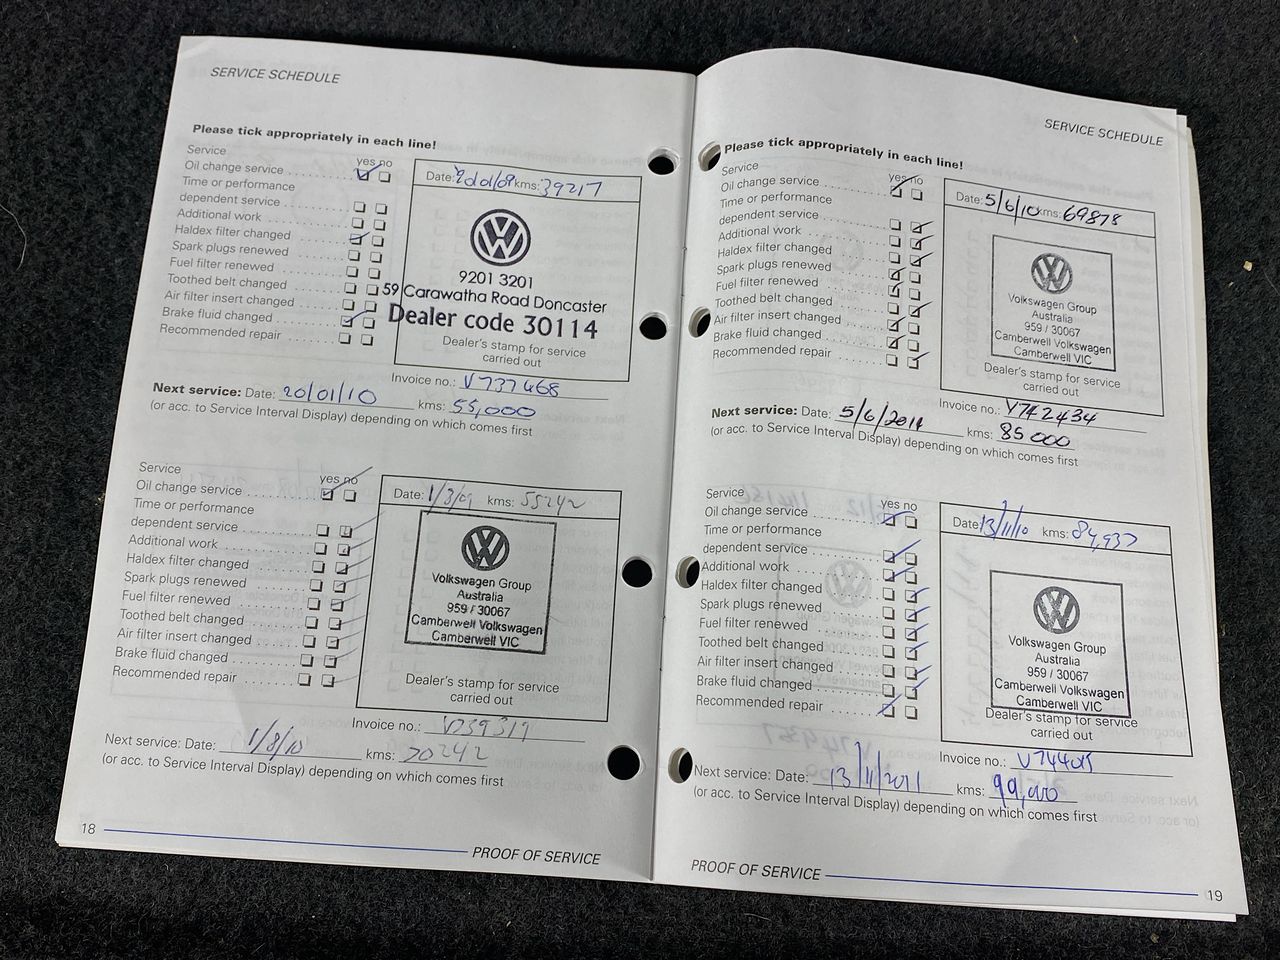 SERVICE SCHEDULE
Please tick appropriately in each line!
Service
yes no
Oil change service
Time or performance
dependent service
Additional work
Haldex filter changed
Spark plugs renewed
Fuel filter renewed
Toothed belt changed
Air filter insert changed
Brake fluid changed
Recommended repair
Date: 20/01/09 kms: 39217
9201 3201
59 Carawatha Road Doncaster
Dealer code 30114
Dealer's stamp for service
carried out
Invoice no.: V737468
Next service: Date: 20/01/10 kms: 55,000
(or acc. to Service Interval Display) depending on which comes first
Service
yes no
Oil change service
Time or performance
dependent service
Additional work
Haldex filter changed
Spark plugs renewed
Fuel filter renewed
Toothed belt changed
Air filter insert changed
Brake fluid changed
Recommended repair
Date: 1/3/09 kms: 55242
Volkswagen Group
Australia
959 / 30067
Camberwell Volkswagen
Camberwell VIC
Dealer's stamp for service
carried out
Invoice no.: V739319
Next service: Date: 1/8/10 kms: 70242
(or acc. to Service Interval Display) depending on which comes first
18
PROOF OF SERVICE
SERVICE SCHEDULE
Please tick appropriately in each line!
Service
yes no
Oil change service
Time or performance
dependent service
Additional work
Haldex filter changed
Spark plugs renewed
Fuel filter renewed
Toothed belt changed
Air filter insert changed
Brake fluid changed
Recommended repair
Date: 5/6/10 kms: 69878
Volkswagen Group
Australia
959 / 30067
Camberwell Volkswagen
Camberwell VIC
Dealer's stamp for service
carried out
Invoice no.: V742434
Next service: Date: 5/6/2011 kms: 85000
(or acc. to Service Interval Display) depending on which comes first
Service
yes no
Oil change service
Time or performance
dependent service
Additional work
Haldex filter changed
Spark plugs renewed
Fuel filter renewed
Toothed belt changed
Air filter insert changed
Brake fluid changed
Recommended repair
Date: 13/11/10 kms: 84,937
Volkswagen Group
Australia
959 / 30067
Camberwell Volkswagen
Camberwell VIC
Dealer's stamp for service
carried out
Invoice no.:
Next service: Date: 13/11/2011 kms: 99,000
(or acc. to Service Interval Display) depending on which comes first
PROOF OF SERVICE
19